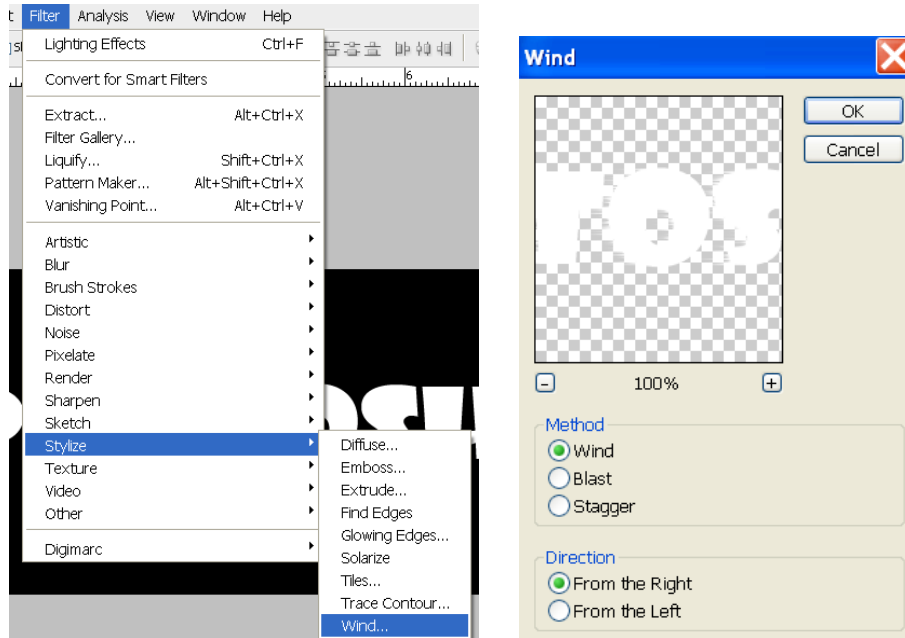 Filter Analysis View Window Help
Lighting Effects Ctrl+F
Convert for Smart Filters
Extract... Alt+Ctrl+X
Filter Gallery...
Liquify... Shift+Ctrl+X
Pattern Maker... Alt+Shift+Ctrl+X
Vanishing Point... Alt+Ctrl+V
Artistic
Blur
Brush Strokes
Distort
Noise
Pixelate
Render
Sharpen
Sketch
Stylize
Texture
Video
Other
Digimarc
6
Diffuse...
Emboss...
Extrude...
Find Edges
Glowing Edges...
Solarize
Tiles...
Trace Contour...
Wind...
Wind
OK
Cancel
ros
100%
Method
Wind
Blast
Stagger
Direction
From the Right
From the Left